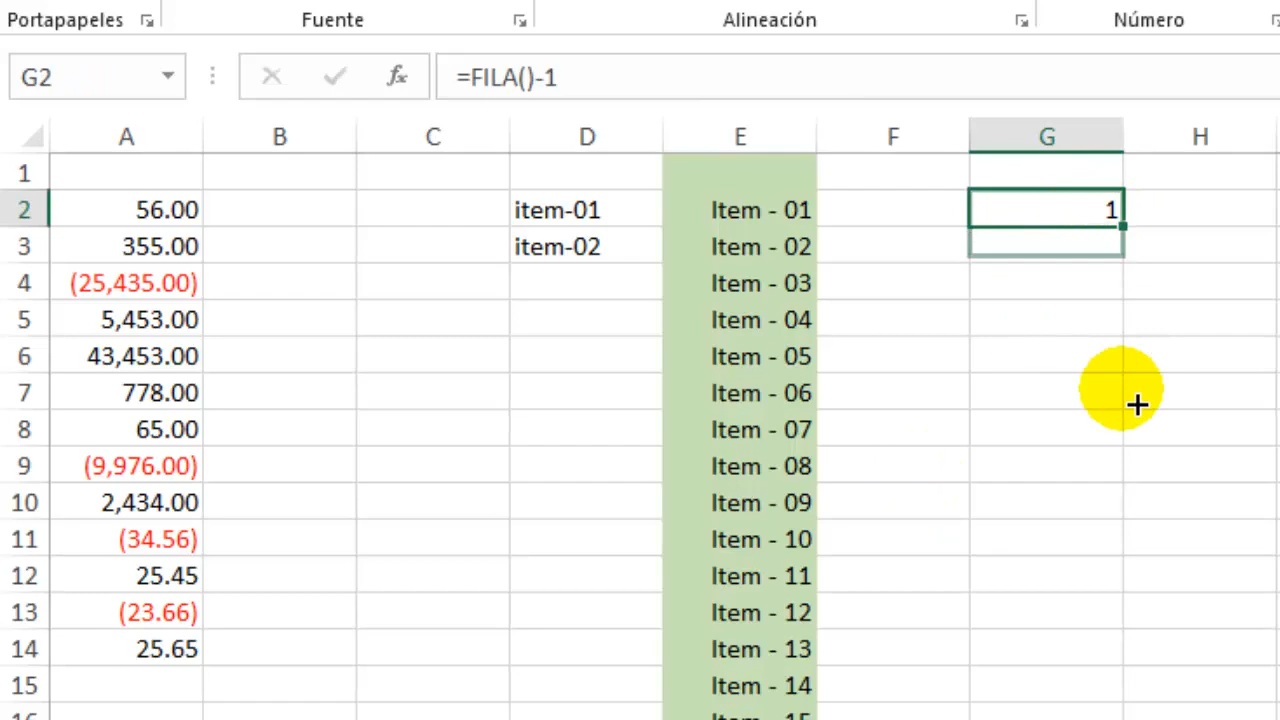 Portapapeles Fuente Alineación Número
G2 fx =FILA()-1
A B C D E F G H
1
2 56.00 item-01 Item - 01 1
3 355.00 item-02 Item - 02
4 (25,435.00) Item - 03
5 5,453.00 Item - 04
6 43,453.00 Item - 05
7 778.00 Item - 06
8 65.00 Item - 07
9 (9,976.00) Item - 08
10 2,434.00 Item - 09
11 (34.56) Item - 10
12 25.45 Item - 11
13 (23.66) Item - 12
14 25.65 Item - 13
15 Item - 14
16 Item - 15